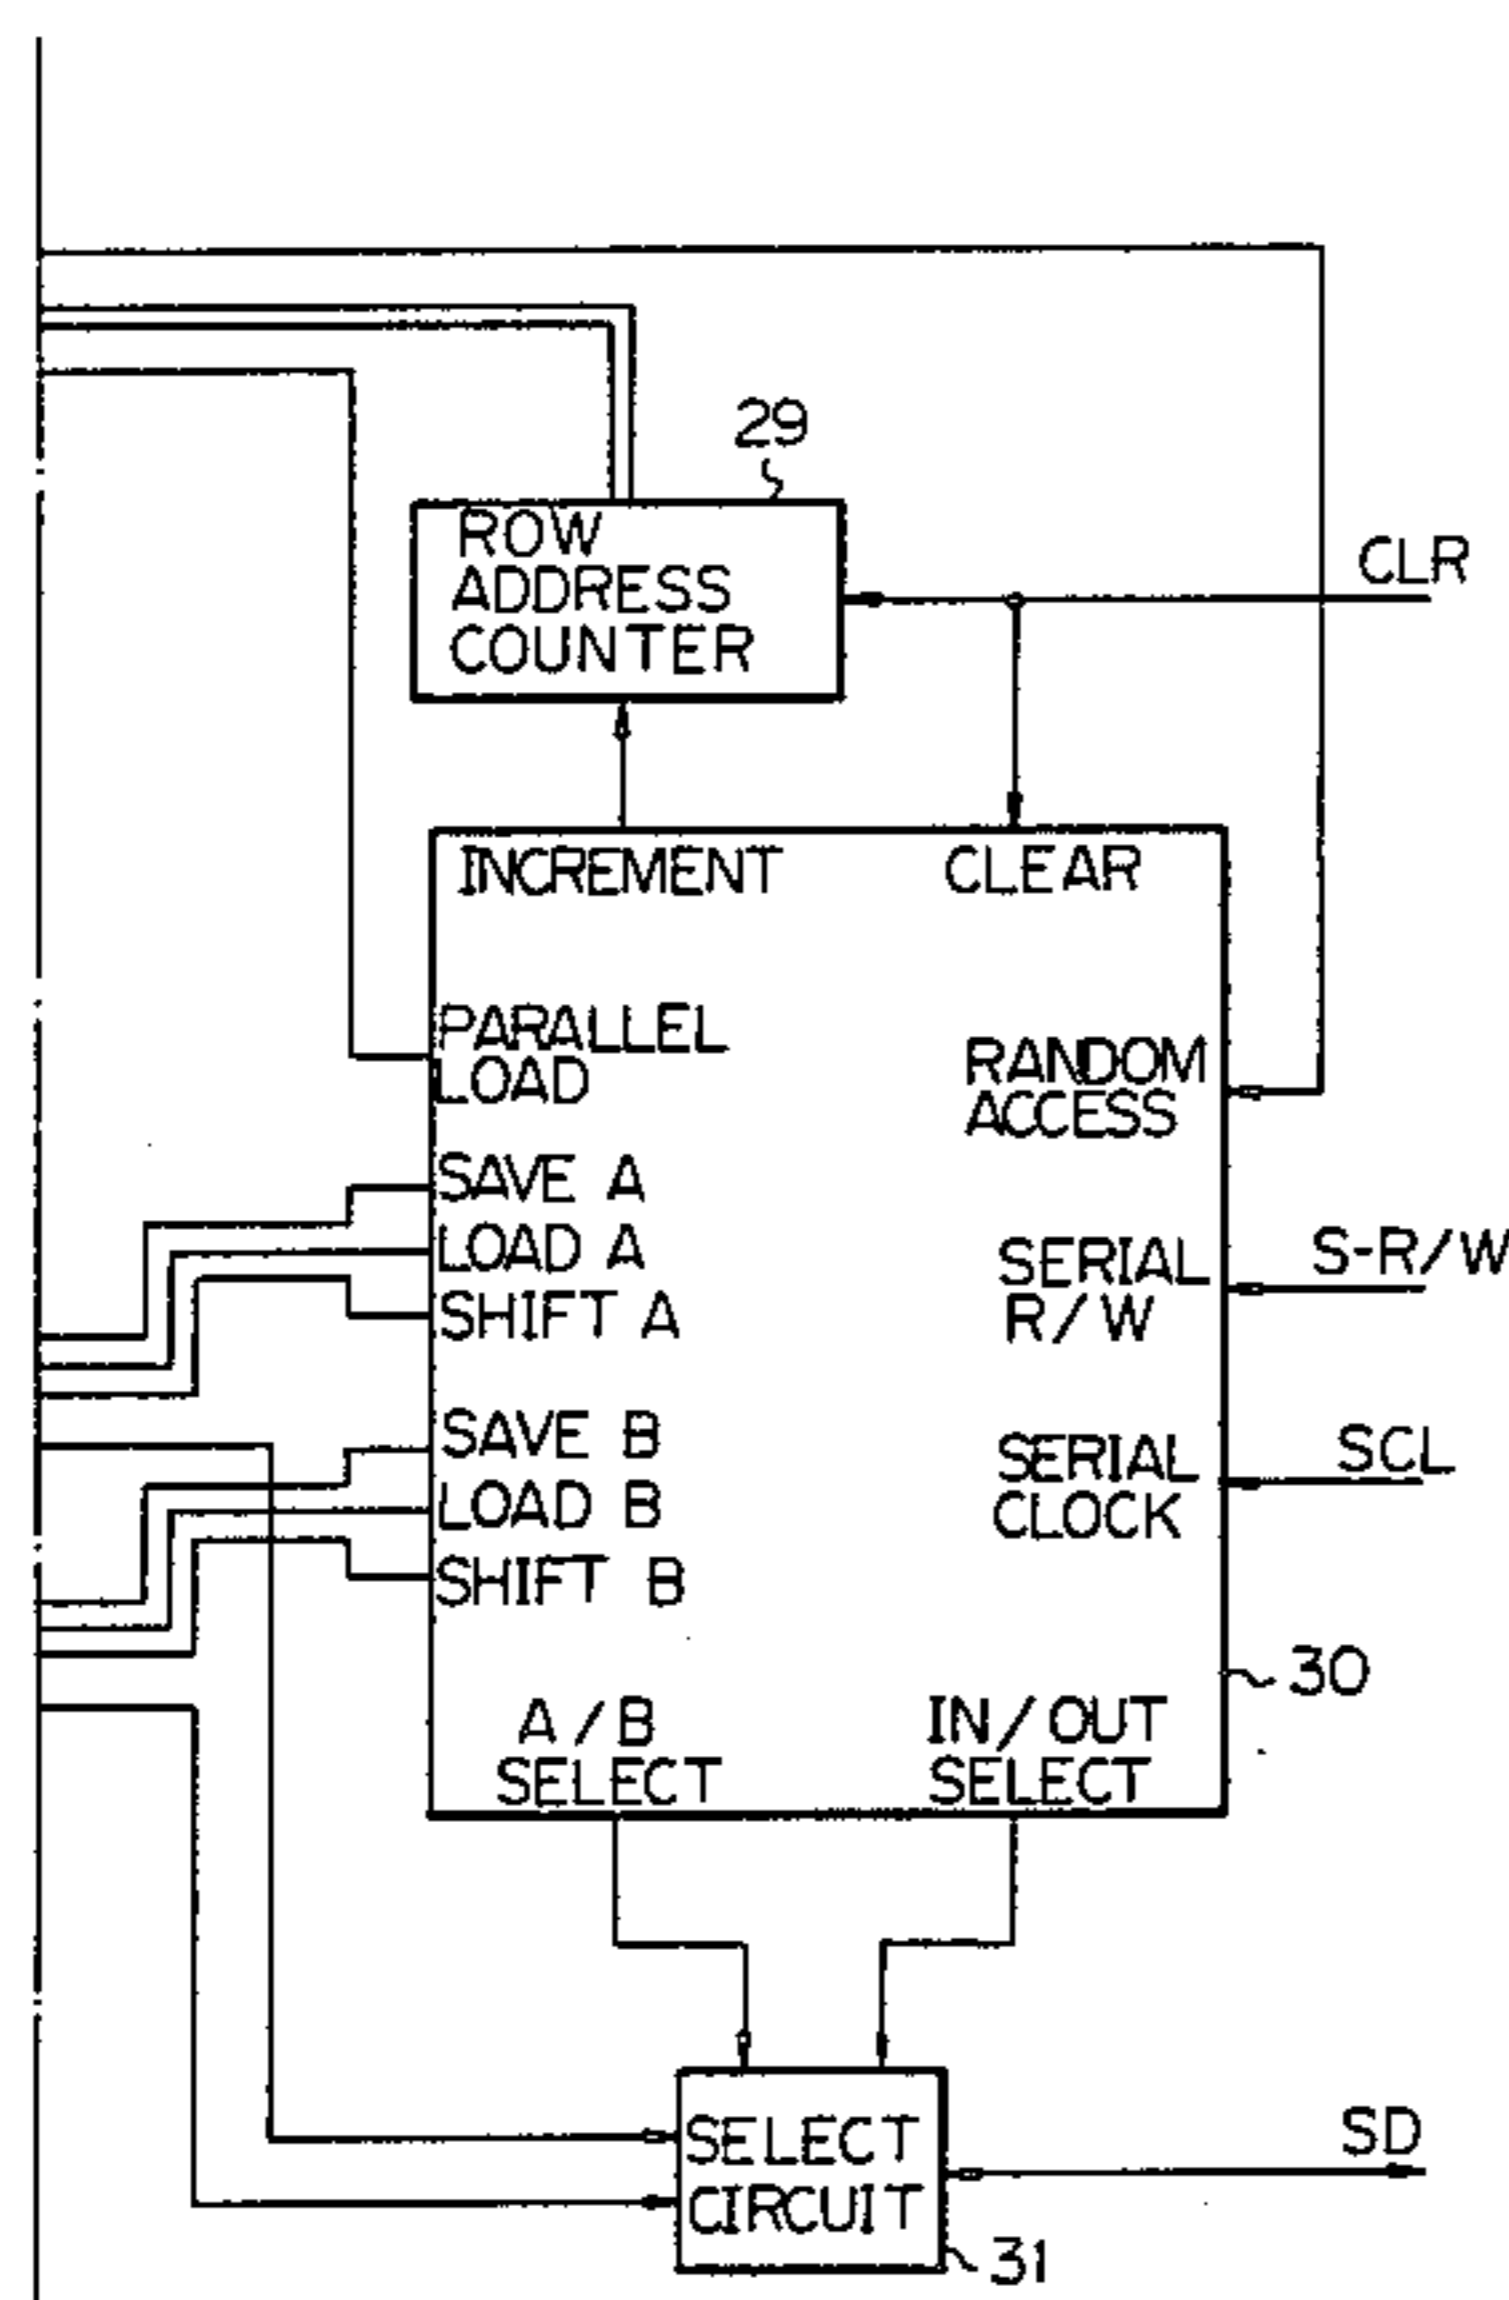 29
ROW
ADDRESS
COUNTER
CLR
INCREMENT
CLEAR
PARALLEL
LOAD
RANDOM
ACCESS
SAVE A
LOAD A
SHIFT A
SERIAL
R/W
S-R/W
SAVE B
LOAD B
SHIFT B
SERIAL
CLOCK
SCL
30
A/B
SELECT
IN/OUT
SELECT
SELECT
CIRCUIT
SD
31